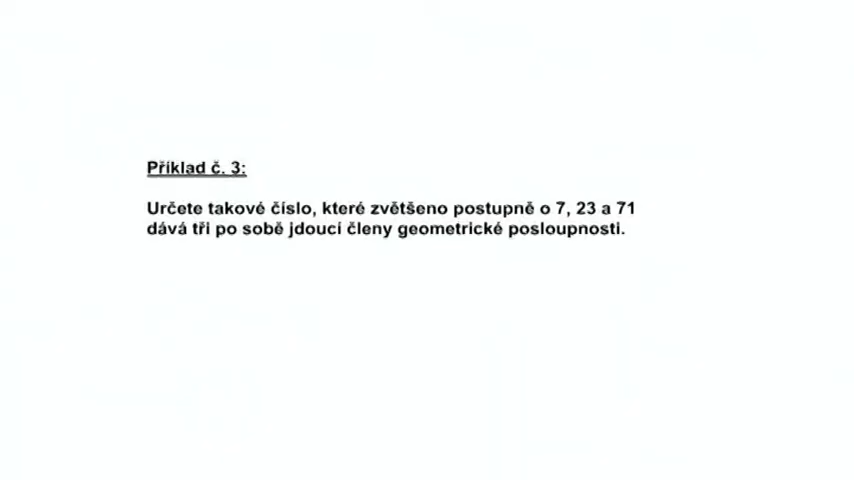 Příklad č. 3:
Určete takové číslo, které zvětšeno postupně o 7, 23 a 71
dává tři po sobě jdoucí členy geometrické posloupnosti.